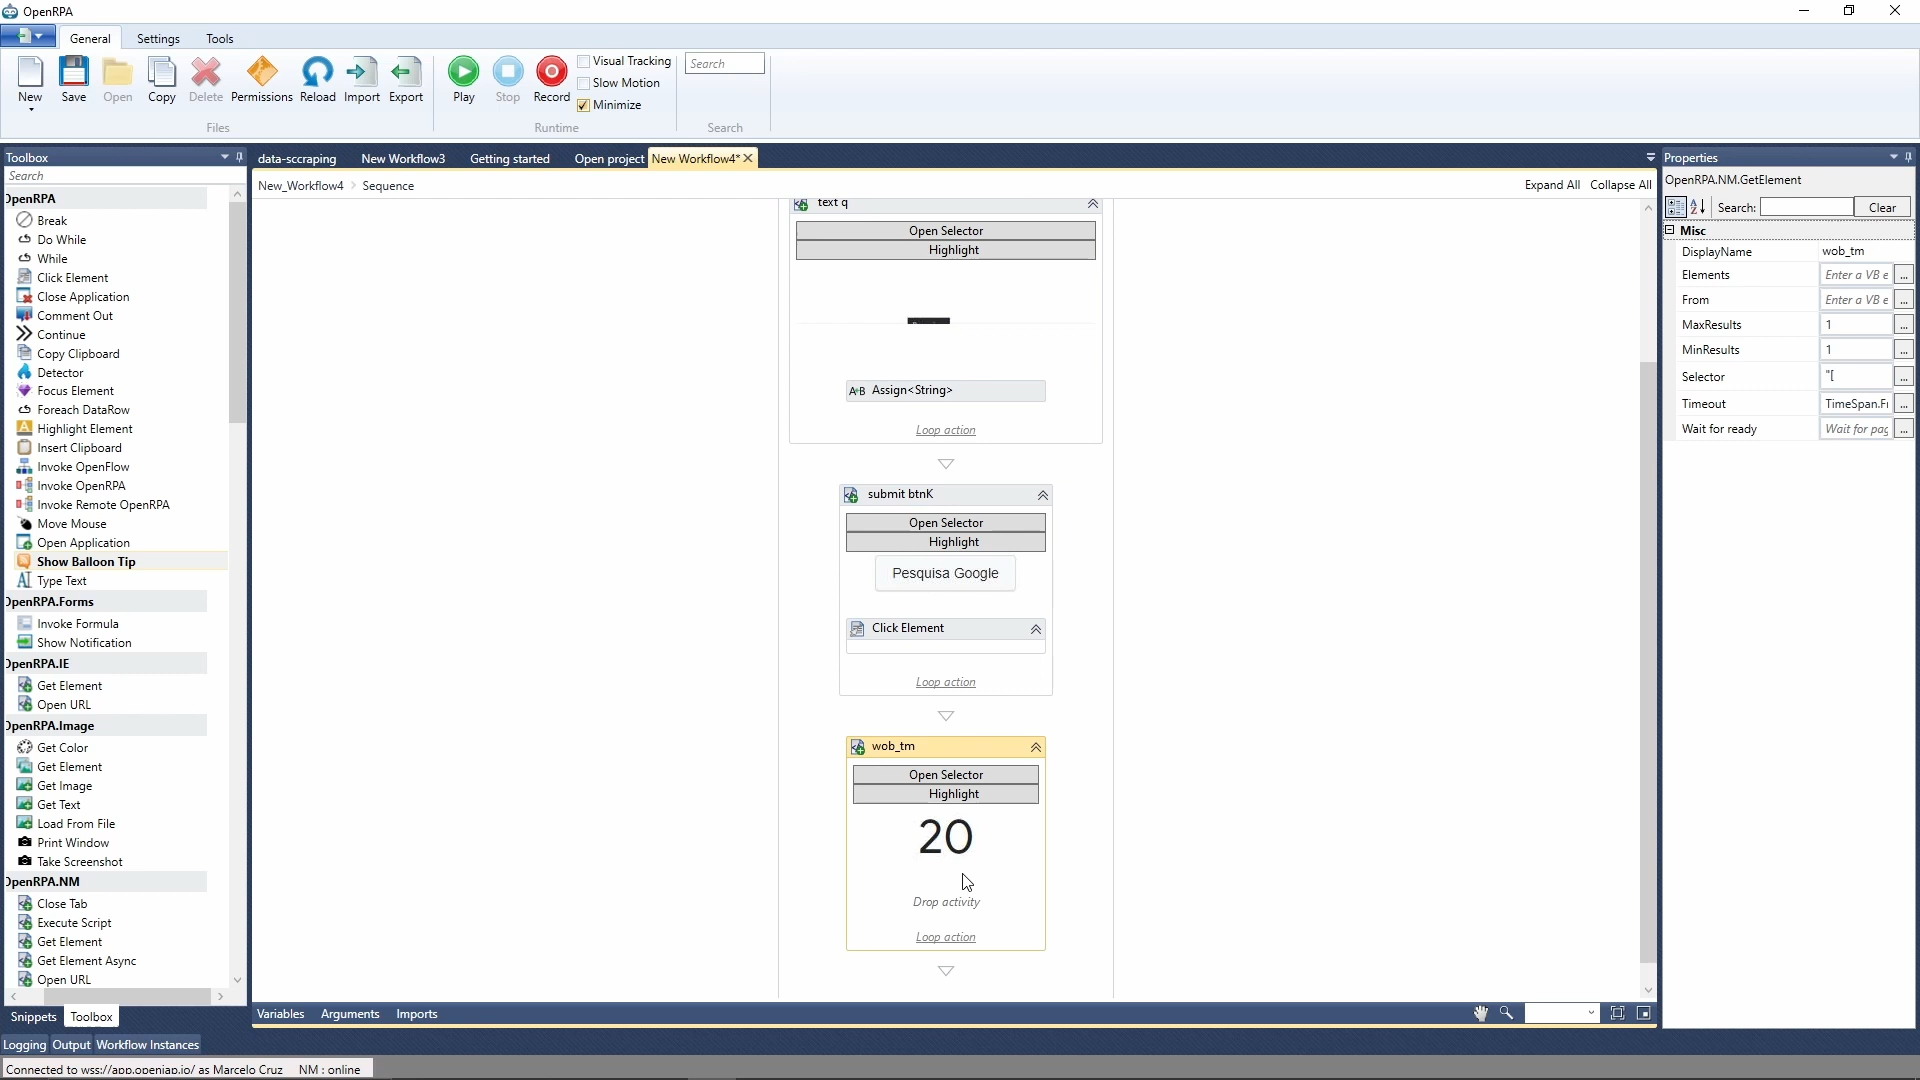 OpenRPA
General Settings Tools
New Save Open Copy Delete Permissions Reload Import Export
Play Stop Record
Visual Tracking
Slow Motion
Minimize
Search
Files Runtime Search
Toolbox
Search
OpenRPA
Break
Do While
While
Click Element
Close Application
Comment Out
Continue
Copy Clipboard
Detector
Focus Element
Foreach DataRow
Highlight Element
Insert Clipboard
Invoke OpenFlow
Invoke OpenRPA
Invoke Remote OpenRPA
Move Mouse
Open Application
Show Balloon Tip
Type Text
OpenRPA.Forms
Invoke Formula
Show Notification
OpenRPA.IE
Get Element
Open URL
OpenRPA.Image
Get Color
Get Element
Get Image
Get Text
Load From File
Print Window
Take Screenshot
OpenRPA.NM
Close Tab
Execute Script
Get Element
Get Element Async
Open URL
Snippets Toolbox
data-sccraping New Workflow3 Getting started Open project New Workflow4*
New_Workflow4 Sequence Expand All Collapse All
text q
Open Selector
Highlight
A+B Assign<String>
Loop action
submit btnK
Open Selector
Highlight
Pesquisa Google
Click Element
Loop action
wob_tm
Open Selector
Highlight
20
Drop activity
Loop action
Variables Arguments Imports
Properties
OpenRPA.NM.GetElement
Search: Clear
Misc
DisplayName wob_tm
Elements Enter a VB e ...
From Enter a VB e ...
MaxResults 1 ...
MinResults 1 ...
Selector "[ ...
Timeout TimeSpan.Fr ...
Wait for ready Wait for pag ...
Logging Output Workflow Instances
Connected to wss://app.openiap.io/ as Marcelo Cruz NM : online